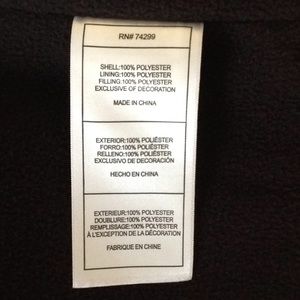 RN# 74299
SHELL:100% POLYESTER
LINING:100% POLYESTER
FILLING:100% POLYESTER
EXCLUSIVE OF DECORATION
MADE IN CHINA
EXTERIOR:100% POLIÉSTER
FORRO:100% POLIÉSTER
RELLENO:100% POLIÉSTER
EXCLUSIVO DE DECORACIÓN
HECHO EN CHINA
EXTERIEUR:100% POLYESTER
DOUBLURE:100% POLYESTER
REMPLISSAGE:100% POLYESTER
À L'EXCEPTION DE LA DÉCORATION
FABRIQUE EN CHINE